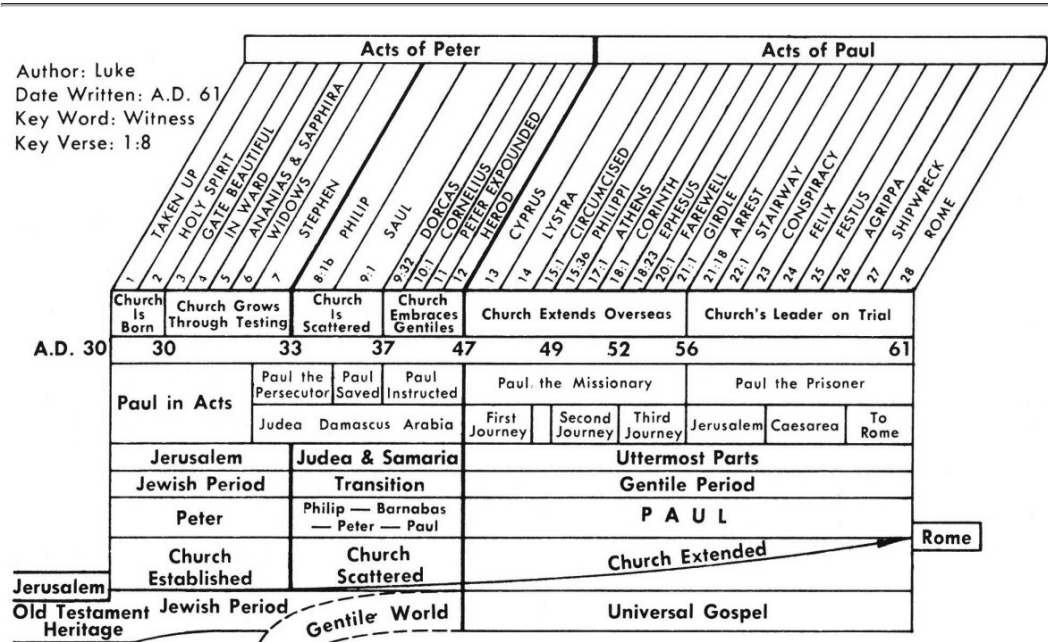 Acts of Peter
Acts of Paul
Author: Luke
Date Written: A.D. 61
Key Word: Witness
Key Verse: 1:8
TAKEN UP
HOLY SPIRIT
GATE BEAUTIFUL
IN WARD
ANANIAS & SAPPHIRA
WIDOWS
STEPHEN
PHILIP
SAUL
DORCAS
CORNELIUS
PETER EXPOUNDED
HEROD
CYPRUS
LYSTRA
CIRCUMCISED
PHILIPPI
ATHENS
CORINTH
EPHESUS
FAREWELL
GIRDLE
ARREST
STAIRWAY
CONSPIRACY
FELIX
FESTUS
AGRIPPA
SHIPWRECK
ROME
1 2 3 4 5 6 7 8:1b 9:1 9:32 10:1 11 12 13 14 15:1 15:36 17:1 18:1 18:23 20:1 21:1 21:18 22:1 23 24 25 26 27 28
Church
Is
Born
Church Grows
Through Testing
Church
Is
Scattered
Church
Embraces
Gentiles
Church Extends Overseas
Church's Leader on Trial
A.D. 30 30 33 37 47 49 52 56 61
Paul in Acts
Paul the
Persecutor
Paul
Saved
Paul
Instructed
Paul the Missionary
Paul the Prisoner
Judea Damascus Arabia
First
Journey
Second
Journey
Third
Journey
Jerusalem
Caesarea
To
Rome
Jerusalem
Judea & Samaria
Uttermost Parts
Jewish Period
Transition
Gentile Period
Peter
Philip — Barnabas
— Peter — Paul
PAUL
Church
Established
Church
Scattered
Church Extended
Rome
Jerusalem
Old Testament
Heritage
Jewish Period
Gentile World
Universal Gospel